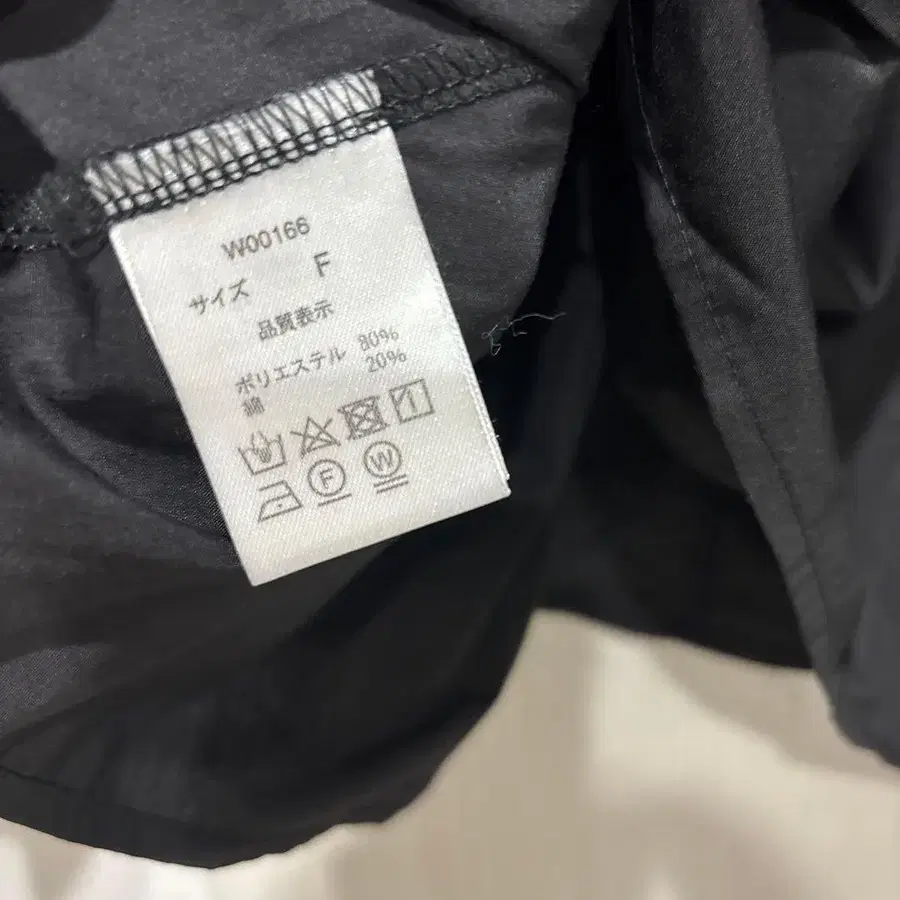 W00166
サイズ F
品質表示
ポリエステル 80%
綿 20%
F W